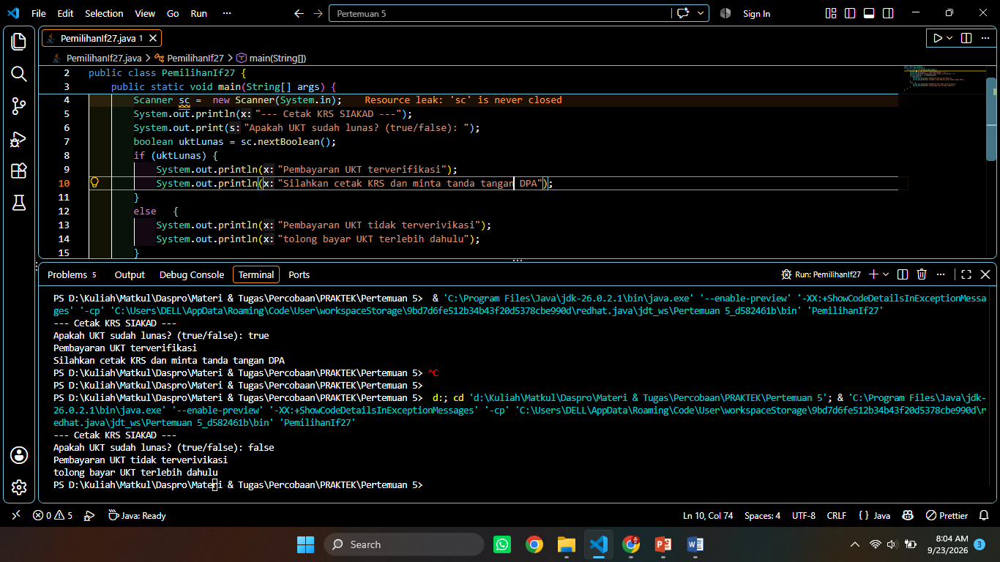 File Edit Selection View Go Run ··· Pertemuan 5 Sign In
PemilihanIf27.java 1
PemilihanIf27.java > PemilihanIf27 > main(String[])
2 public class PemilihanIf27 {
3 public static void main(String[] args) {
4 Scanner sc =  new Scanner(System.in); Resource leak: 'sc' is never closed
5 System.out.println(x: "--- Cetak KRS SIAKAD ---");
6 System.out.print(s: "Apakah UKT sudah lunas? (true/false): ");
7 boolean uktLunas = sc.nextBoolean();
8 if (uktLunas) {
9 System.out.println(x: "Pembayaran UKT terverifikasi");
10 System.out.println(x: "Silahkan cetak KRS dan minta tanda tangan DPA");
11 }
12 else   {
13 System.out.println(x: "Pembayaran UKT tidak terverivikasi");
14 System.out.println(x: "tolong bayar UKT terlebih dahulu");
15 }
Problems 5 Output Debug Console Terminal Ports Run: PemilihanIf27
PS D:\Kuliah\Matkul\Daspro\Materi & Tugas\Percobaan\PRAKTEK\Pertemuan 5>  & 'C:\Program Files\Java\jdk-26.0.2.1\bin\java.exe' '--enable-preview' '-XX:+ShowCodeDetailsInExceptionMessa
ges' '-cp' 'C:\Users\DELL\AppData\Roaming\Code\User\workspaceStorage\9bd7d6fe512b34b43f20d5378cbe990d\redhat.java\jdt_ws\Pertemuan 5_d582461b\bin' 'PemilihanIf27'
--- Cetak KRS SIAKAD ---
Apakah UKT sudah lunas? (true/false): true
Pembayaran UKT terverifikasi
Silahkan cetak KRS dan minta tanda tangan DPA
PS D:\Kuliah\Matkul\Daspro\Materi & Tugas\Percobaan\PRAKTEK\Pertemuan 5> ^C
PS D:\Kuliah\Matkul\Daspro\Materi & Tugas\Percobaan\PRAKTEK\Pertemuan 5>
PS D:\Kuliah\Matkul\Daspro\Materi & Tugas\Percobaan\PRAKTEK\Pertemuan 5>  d:; cd 'd:\Kuliah\Matkul\Daspro\Materi & Tugas\Percobaan\PRAKTEK\Pertemuan 5'; & 'C:\Program Files\Java\jdk-
26.0.2.1\bin\java.exe' '--enable-preview' '-XX:+ShowCodeDetailsInExceptionMessages' '-cp' 'C:\Users\DELL\AppData\Roaming\Code\User\workspaceStorage\9bd7d6fe512b34b43f20d5378cbe990d\r
edhat.java\jdt_ws\Pertemuan 5_d582461b\bin' 'PemilihanIf27'
--- Cetak KRS SIAKAD ---
Apakah UKT sudah lunas? (true/false): false
Pembayaran UKT tidak terverivikasi
tolong bayar UKT terlebih dahulu
PS D:\Kuliah\Matkul\Daspro\Materi & Tugas\Percobaan\PRAKTEK\Pertemuan 5>
0 5 Java: Ready Ln 10, Col 74 Spaces: 4 UTF-8 CRLF { } Java Prettier
Search 8:04 AM
9/23/2026 3